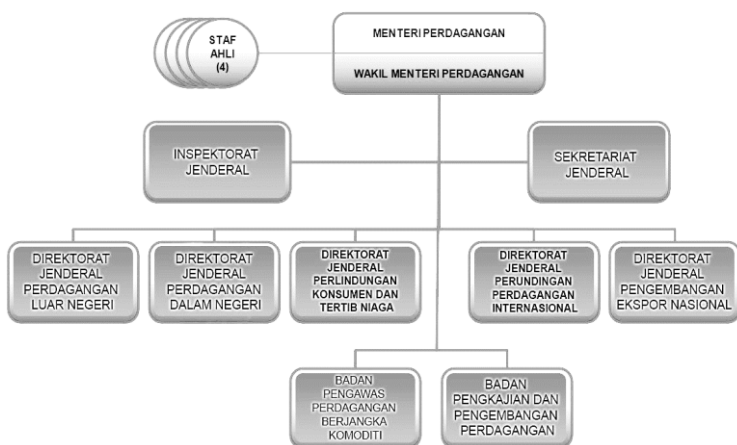 STAF
AHLI
(4)
MENTERI PERDAGANGAN
WAKIL MENTERI PERDAGANGAN
INSPEKTORAT
JENDERAL
SEKRETARIAT
JENDERAL
DIREKTORAT
JENDERAL
PERDAGANGAN
LUAR NEGERI
DIREKTORAT
JENDERAL
PERDAGANGAN
DALAM NEGERI
DIREKTORAT
JENDERAL
PERLINDUNGAN
KONSUMEN DAN
TERTIB NIAGA
DIREKTORAT
JENDERAL
PERUNDINGAN
PERDAGANGAN
INTERNASIONAL
DIREKTORAT
JENDERAL
PENGEMBANGAN
EKSPOR NASIONAL
BADAN
PENGAWAS
PERDAGANGAN
BERJANGKA
KOMODITI
BADAN
PENGKAJIAN DAN
PENGEMBANGAN
PERDAGANGAN